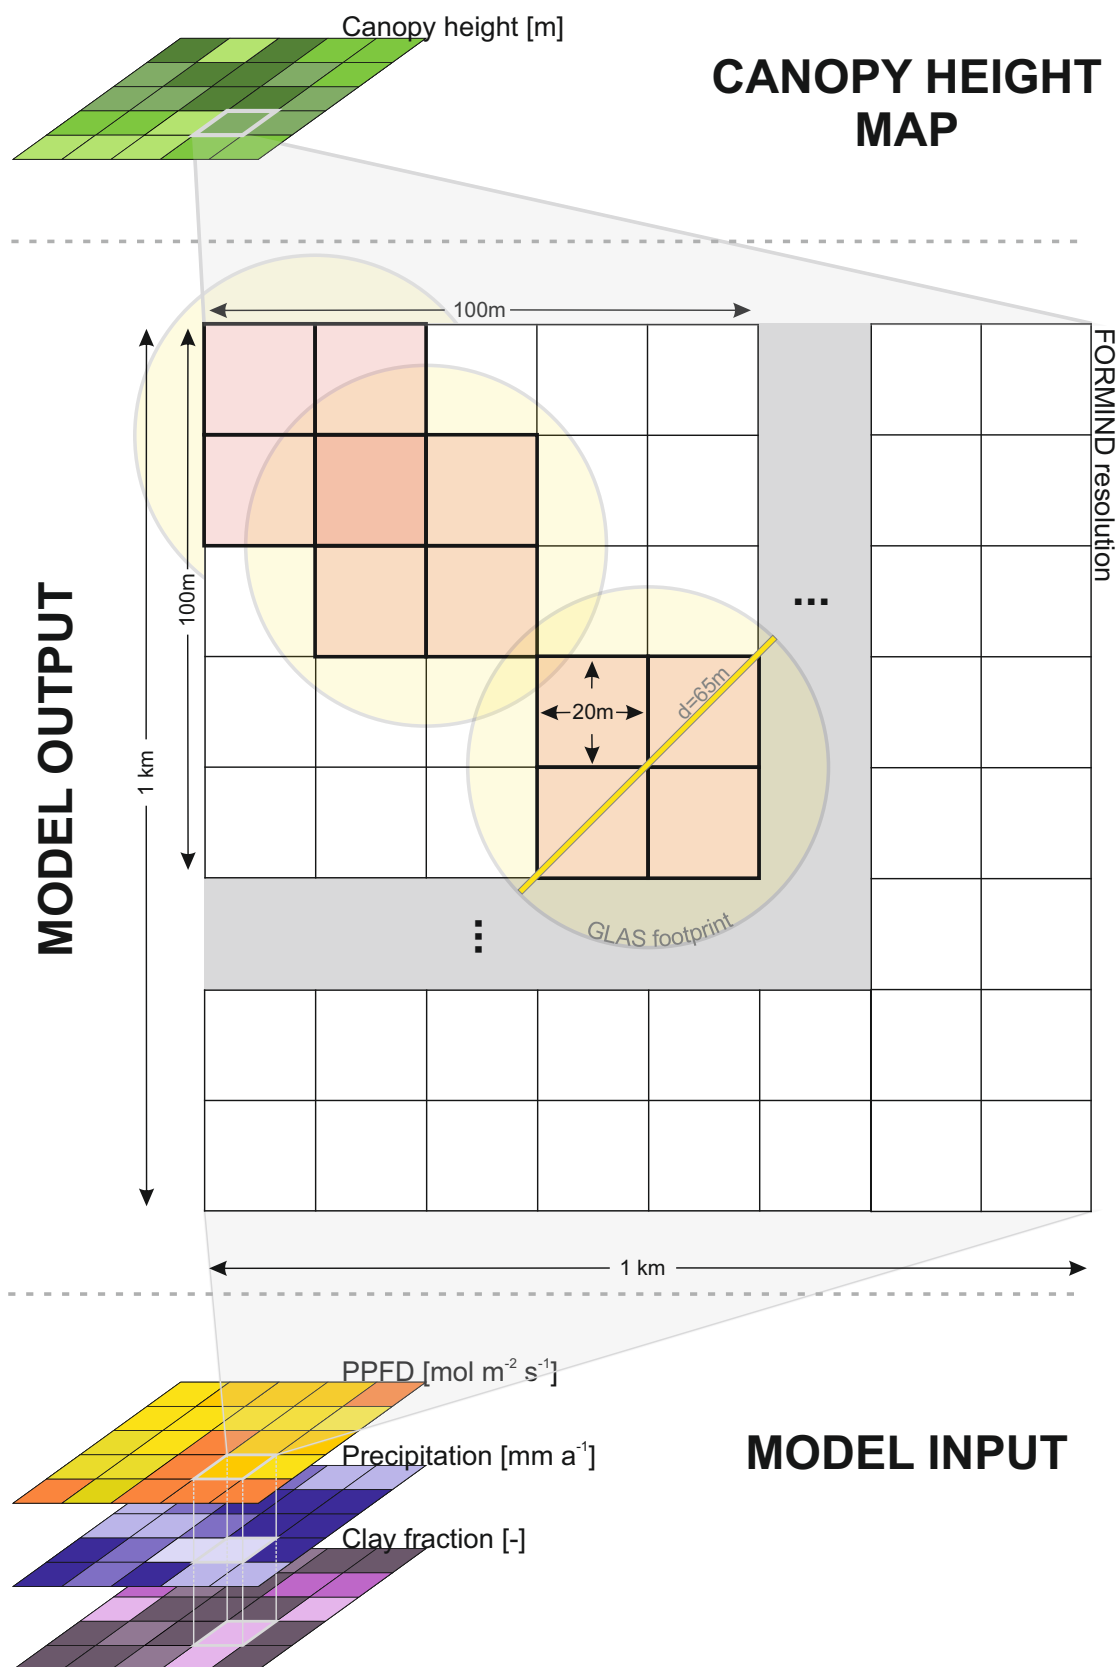 Canopy height [m]
CANOPY HEIGHT
MAP
100m
FORMIND resolution
100m
1 km
MODEL OUTPUT
...
20m
d=65m
GLAS footprint
...
1 km
PPFD [mol m⁻² s⁻¹]
Precipitation [mm a⁻¹]
MODEL INPUT
Clay fraction [-]